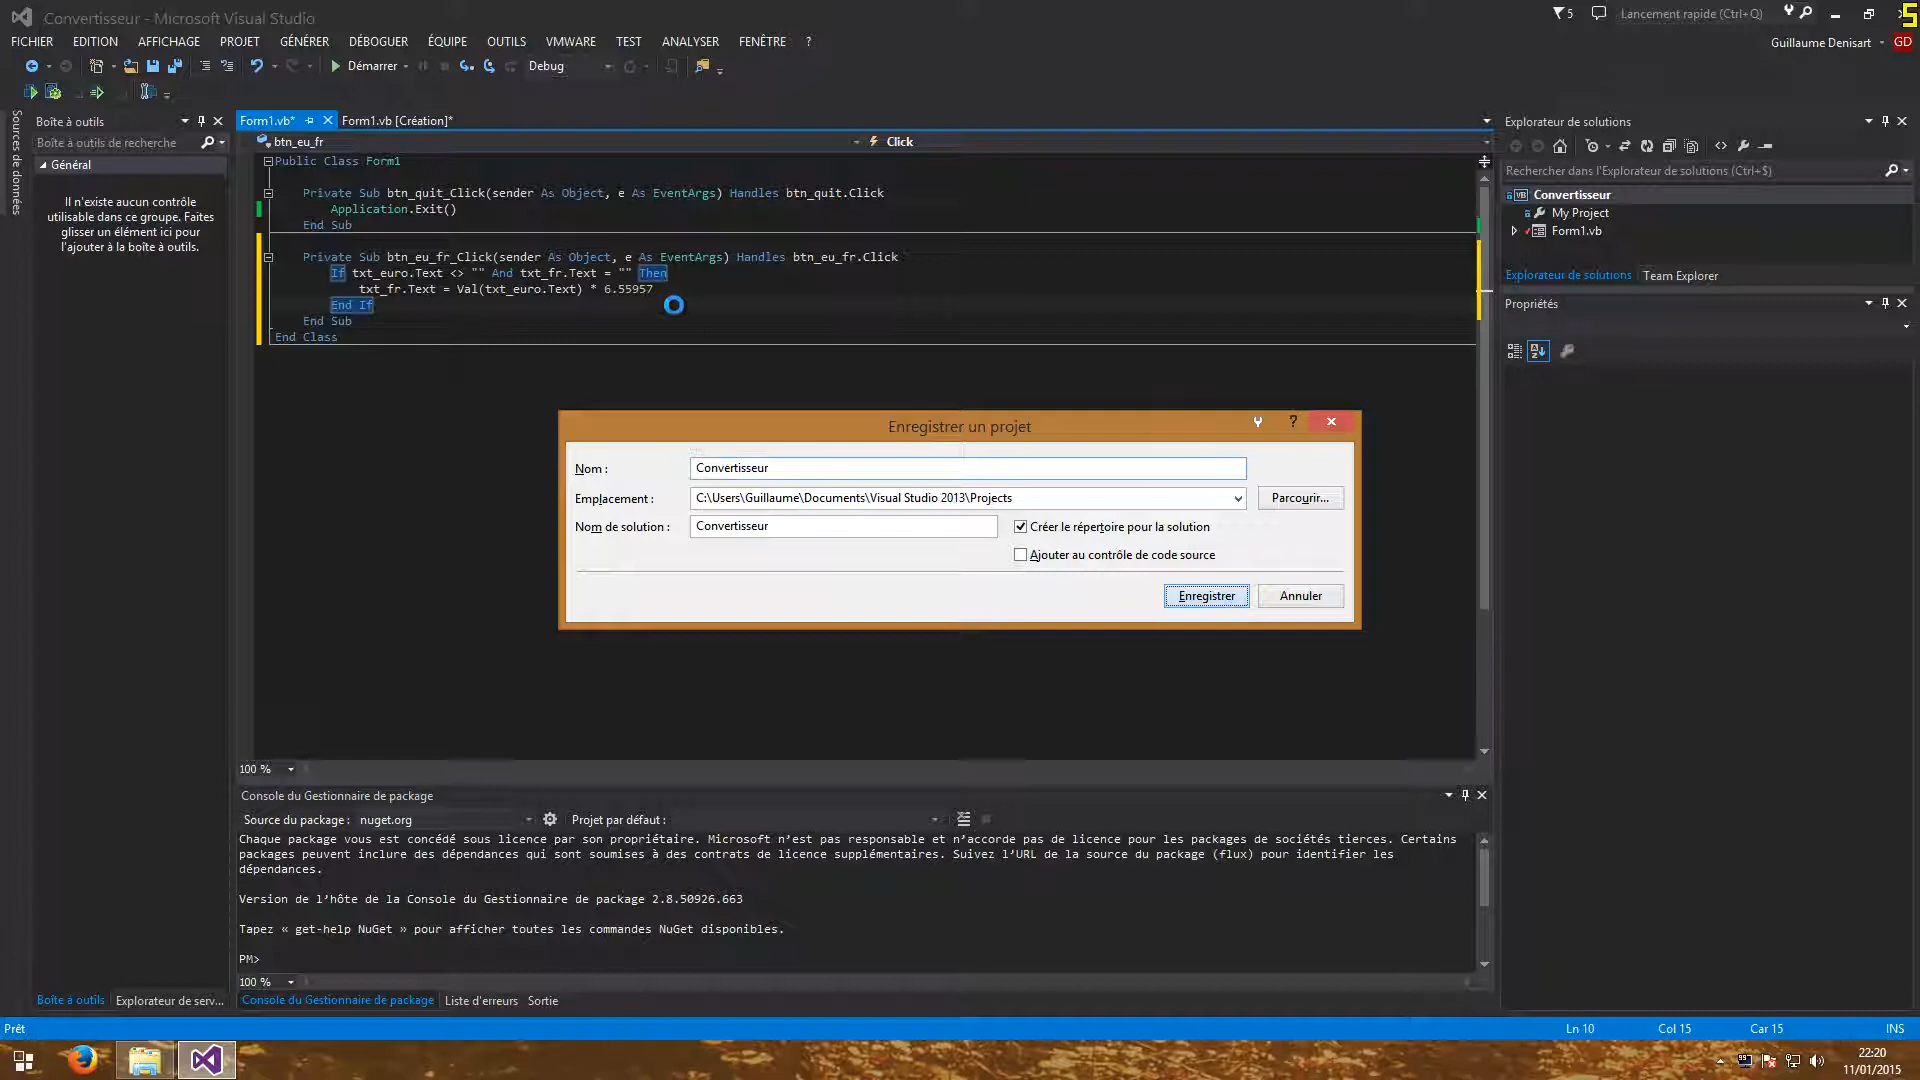 Convertisseur - Microsoft Visual Studio
5
Lancement rapide (Ctrl+Q)
FICHIER EDITION AFFICHAGE PROJET GÉNÉRER DÉBOGUER ÉQUIPE OUTILS VMWARE TEST ANALYSER FENÊTRE ?
Guillaume Denisart GD
Démarrer Debug
Sources de données
Boîte à outils
Boîte à outils de recherche
Général
Il n'existe aucun contrôle
utilisable dans ce groupe. Faites
glisser un élément ici pour
l'ajouter à la boîte à outils.
Form1.vb* Form1.vb [Création]*
btn_eu_fr Click
Public Class Form1
Private Sub btn_quit_Click(sender As Object, e As EventArgs) Handles btn_quit.Click
Application.Exit()
End Sub
Private Sub btn_eu_fr_Click(sender As Object, e As EventArgs) Handles btn_eu_fr.Click
If txt_euro.Text <> "" And txt_fr.Text = "" Then
txt_fr.Text = Val(txt_euro.Text) * 6.55957
End If
End Sub
End Class
Explorateur de solutions
Rechercher dans l'Explorateur de solutions (Ctrl+$)
VB Convertisseur
My Project
Form1.vb
Explorateur de solutions Team Explorer
Propriétés
Enregistrer un projet
?
Nom : Convertisseur
Emplacement : C:\Users\Guillaume\Documents\Visual Studio 2013\Projects Parcourir...
Nom de solution : Convertisseur Créer le répertoire pour la solution
Ajouter au contrôle de code source
Enregistrer Annuler
100 %
Console du Gestionnaire de package
Source du package : nuget.org Projet par défaut :
Chaque package vous est concédé sous licence par son propriétaire. Microsoft n’est pas responsable et n’accorde pas de licence pour les packages de sociétés tierces. Certains
packages peuvent inclure des dépendances qui sont soumises à des contrats de licence supplémentaires. Suivez l’URL de la source du package (flux) pour identifier les
dépendances.
Version de l’hôte de la Console du Gestionnaire de package 2.8.50926.663
Tapez « get-help NuGet » pour afficher toutes les commandes NuGet disponibles.
PM>
100 %
Boîte à outils Explorateur de serv... Console du Gestionnaire de package Liste d'erreurs Sortie
Prêt Ln 10 Col 15 Car 15 INS
22:20
11/01/2015